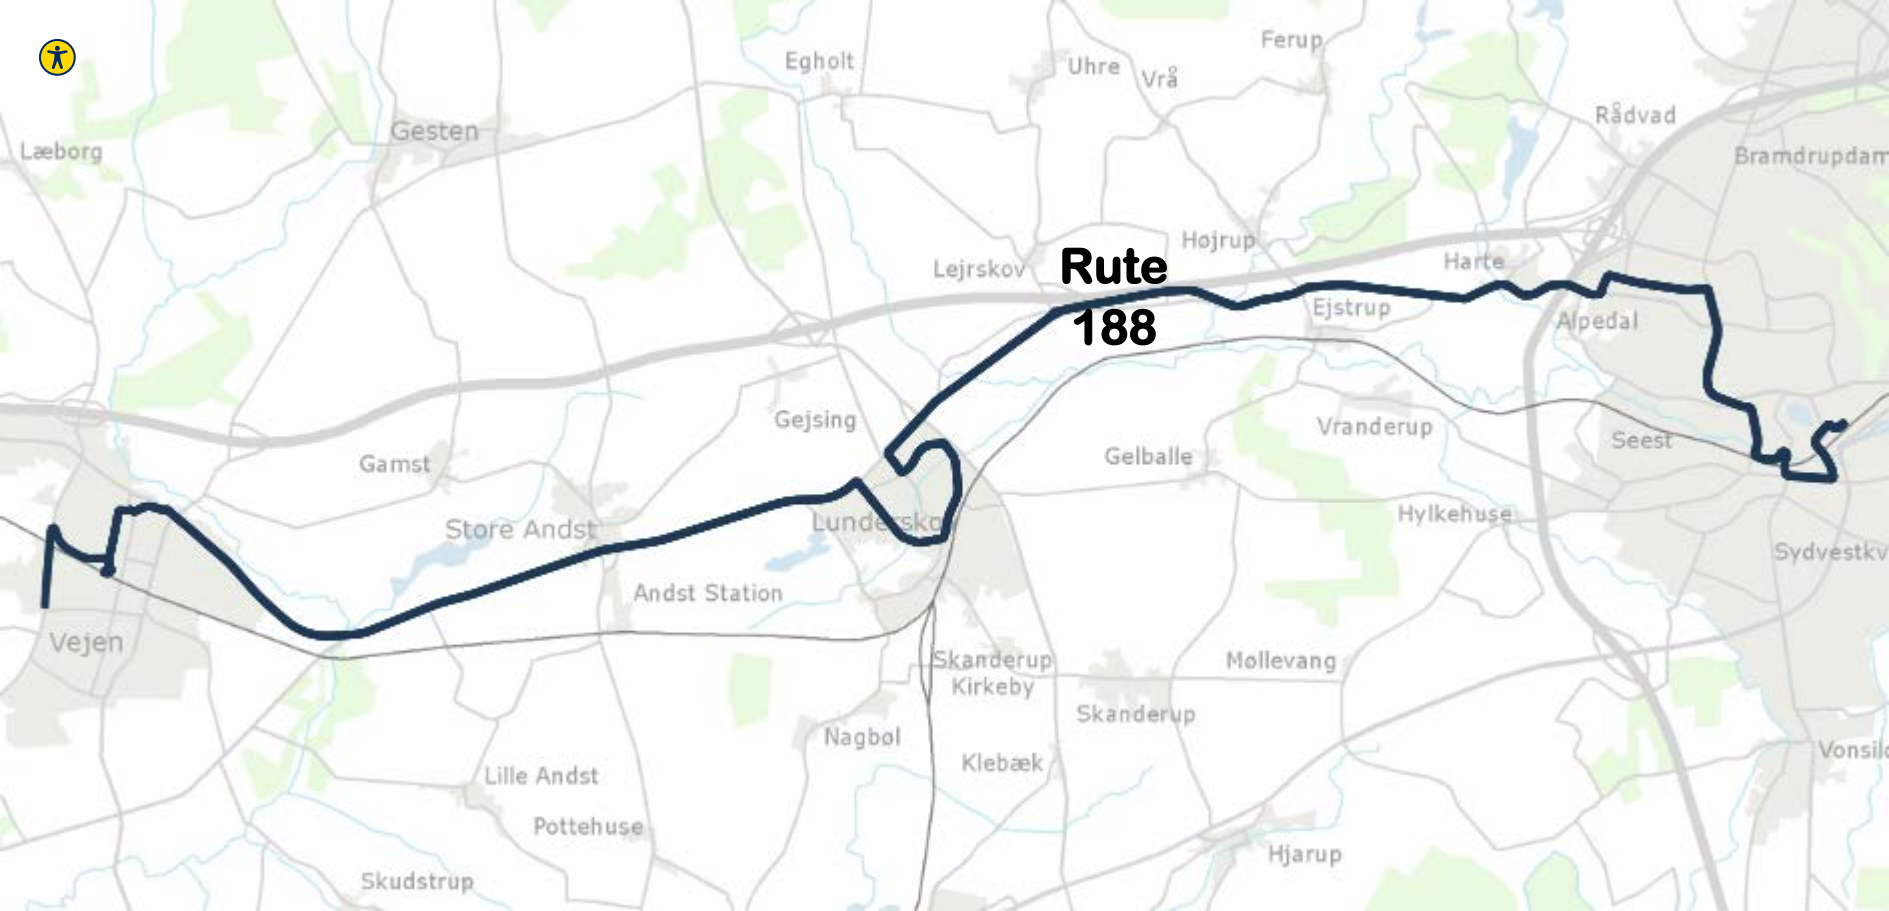 Ferup
Egholt
Uhre
Vrå
Rådvad
Gesten
Læborg
Bramdrupdam
Højrup
Lejrskov
Harte
Rute
188
Ejstrup
Alpedal
Gejsing
Vranderup
Seest
Gamst
Gelballe
Hylkehuse
Lundersko
Store Andst
Sydvestkv
Andst Station
Vejen
Skanderup
Kirkeby
Møllevang
Skanderup
Nagbøl
Vonsild
Klebæk
Lille Andst
Pottehuse
Hjarup
Skudstrup